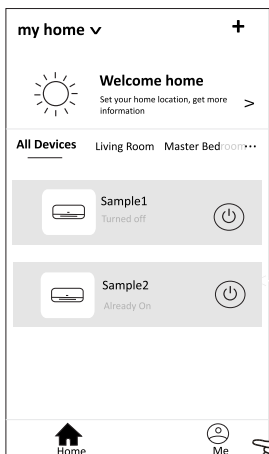 my home
Welcome home
Set your home location, get more
information
All Devices Living Room Master Bedroom...
Sample1
Turned off
Sample2
Already On
Home Me